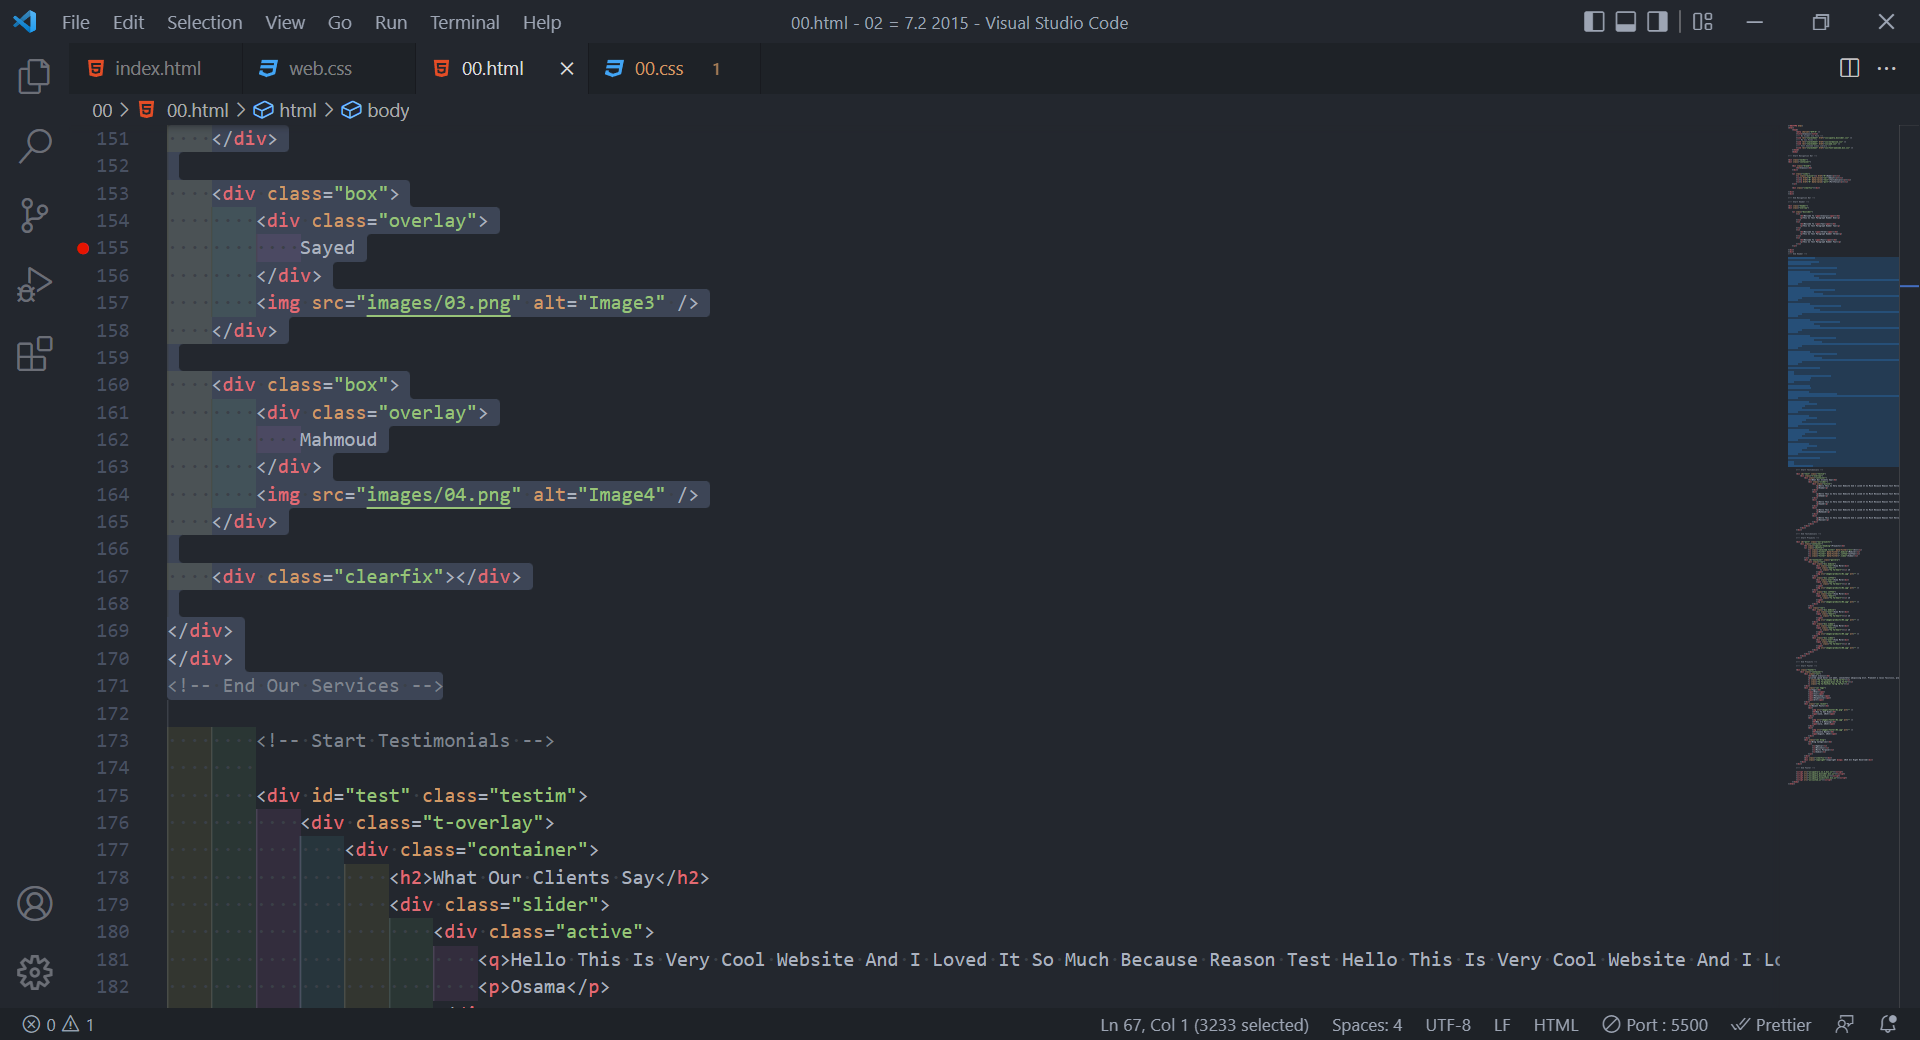 File Edit Selection View Go Run Terminal Help 00.html - 02 = 7.2 2015 - Visual Studio Code
index.html web.css 00.html 00.css 1
00 > 00.html > html > body
151 </div>
152
153 <div class="box">
154 <div class="overlay">
155 Sayed
156 </div>
157 <img src="images/03.png" alt="Image3" />
158 </div>
159
160 <div class="box">
161 <div class="overlay">
162 Mahmoud
163 </div>
164 <img src="images/04.png" alt="Image4" />
165 </div>
166
167 <div class="clearfix"></div>
168
169 </div>
170 </div>
171 <!-- End Our Services -->
172
173 <!-- Start Testimonials -->
174
175 <div id="test" class="testim">
176 <div class="t-overlay">
177 <div class="container">
178 <h2>What Our Clients Say</h2>
179 <div class="slider">
180 <div class="active">
181 <q>Hello This Is Very Cool Website And I Loved It So Much Because Reason Test Hello This Is Very Cool Website And I
182 <p>Osama</p>
0 1 Ln 67, Col 1 (3233 selected) Spaces: 4 UTF-8 LF HTML Port : 5500 Prettier